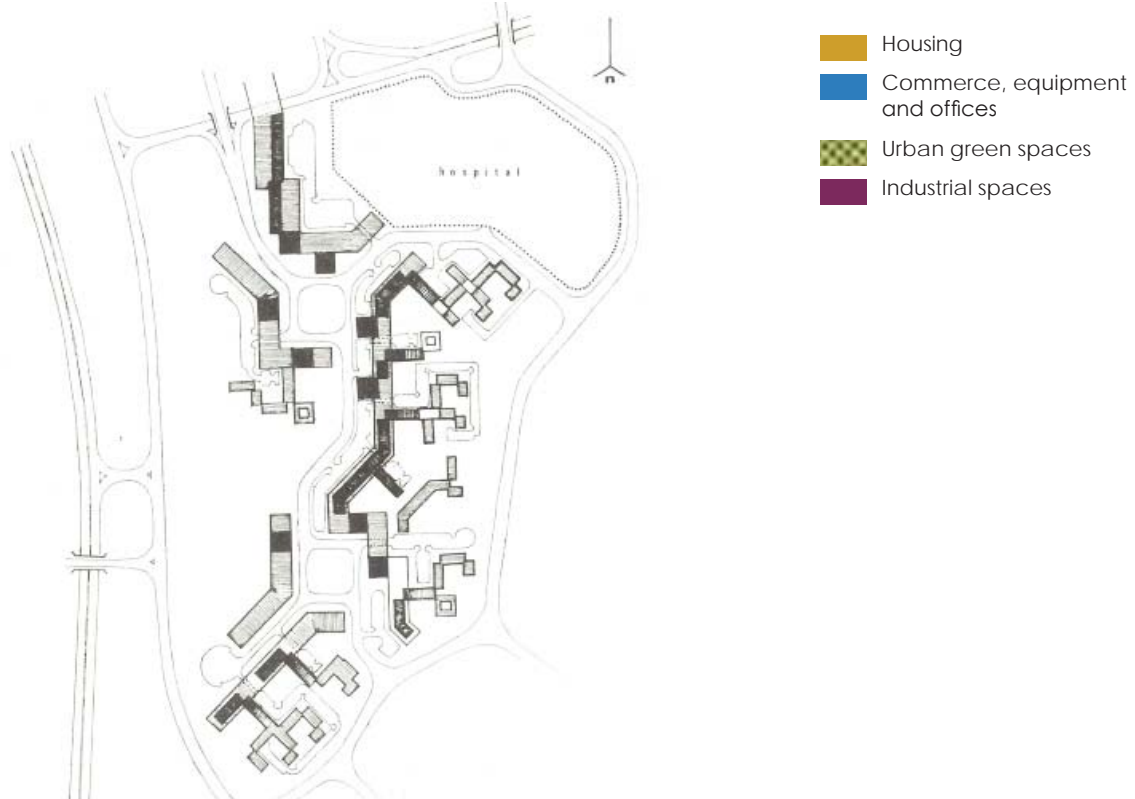 n
hospital
Housing
Commerce, equipment
and offices
Urban green spaces
Industrial spaces